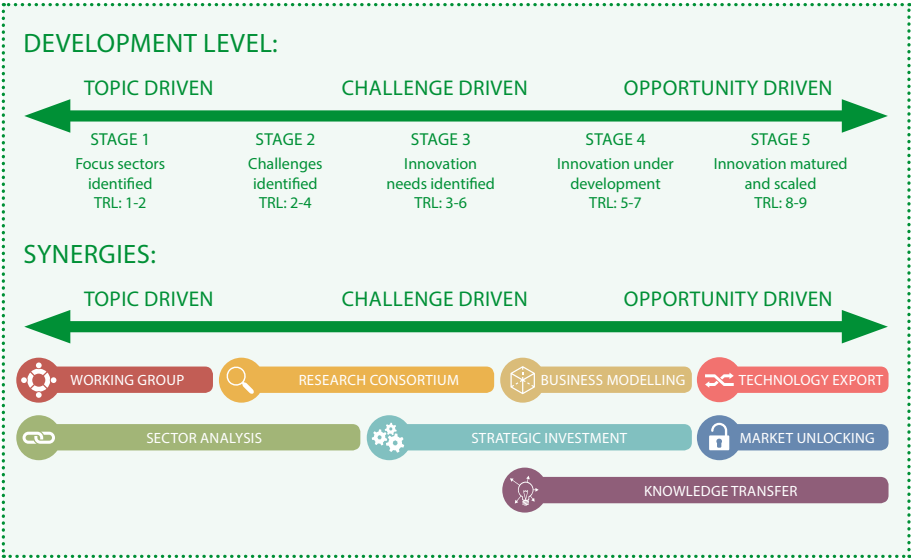 DEVELOPMENT LEVEL:
TOPIC DRIVEN CHALLENGE DRIVEN OPPORTUNITY DRIVEN
STAGE 1
Focus sectors
identified
TRL: 1-2
STAGE 2
Challenges
identified
TRL: 2-4
STAGE 3
Innovation
needs identified
TRL: 3-6
STAGE 4
Innovation under
development
TRL: 5-7
STAGE 5
Innovation matured
and scaled
TRL: 8-9
SYNERGIES:
TOPIC DRIVEN CHALLENGE DRIVEN OPPORTUNITY DRIVEN
WORKING GROUP RESEARCH CONSORTIUM BUSINESS MODELLING TECHNOLOGY EXPORT
SECTOR ANALYSIS STRATEGIC INVESTMENT MARKET UNLOCKING
KNOWLEDGE TRANSFER